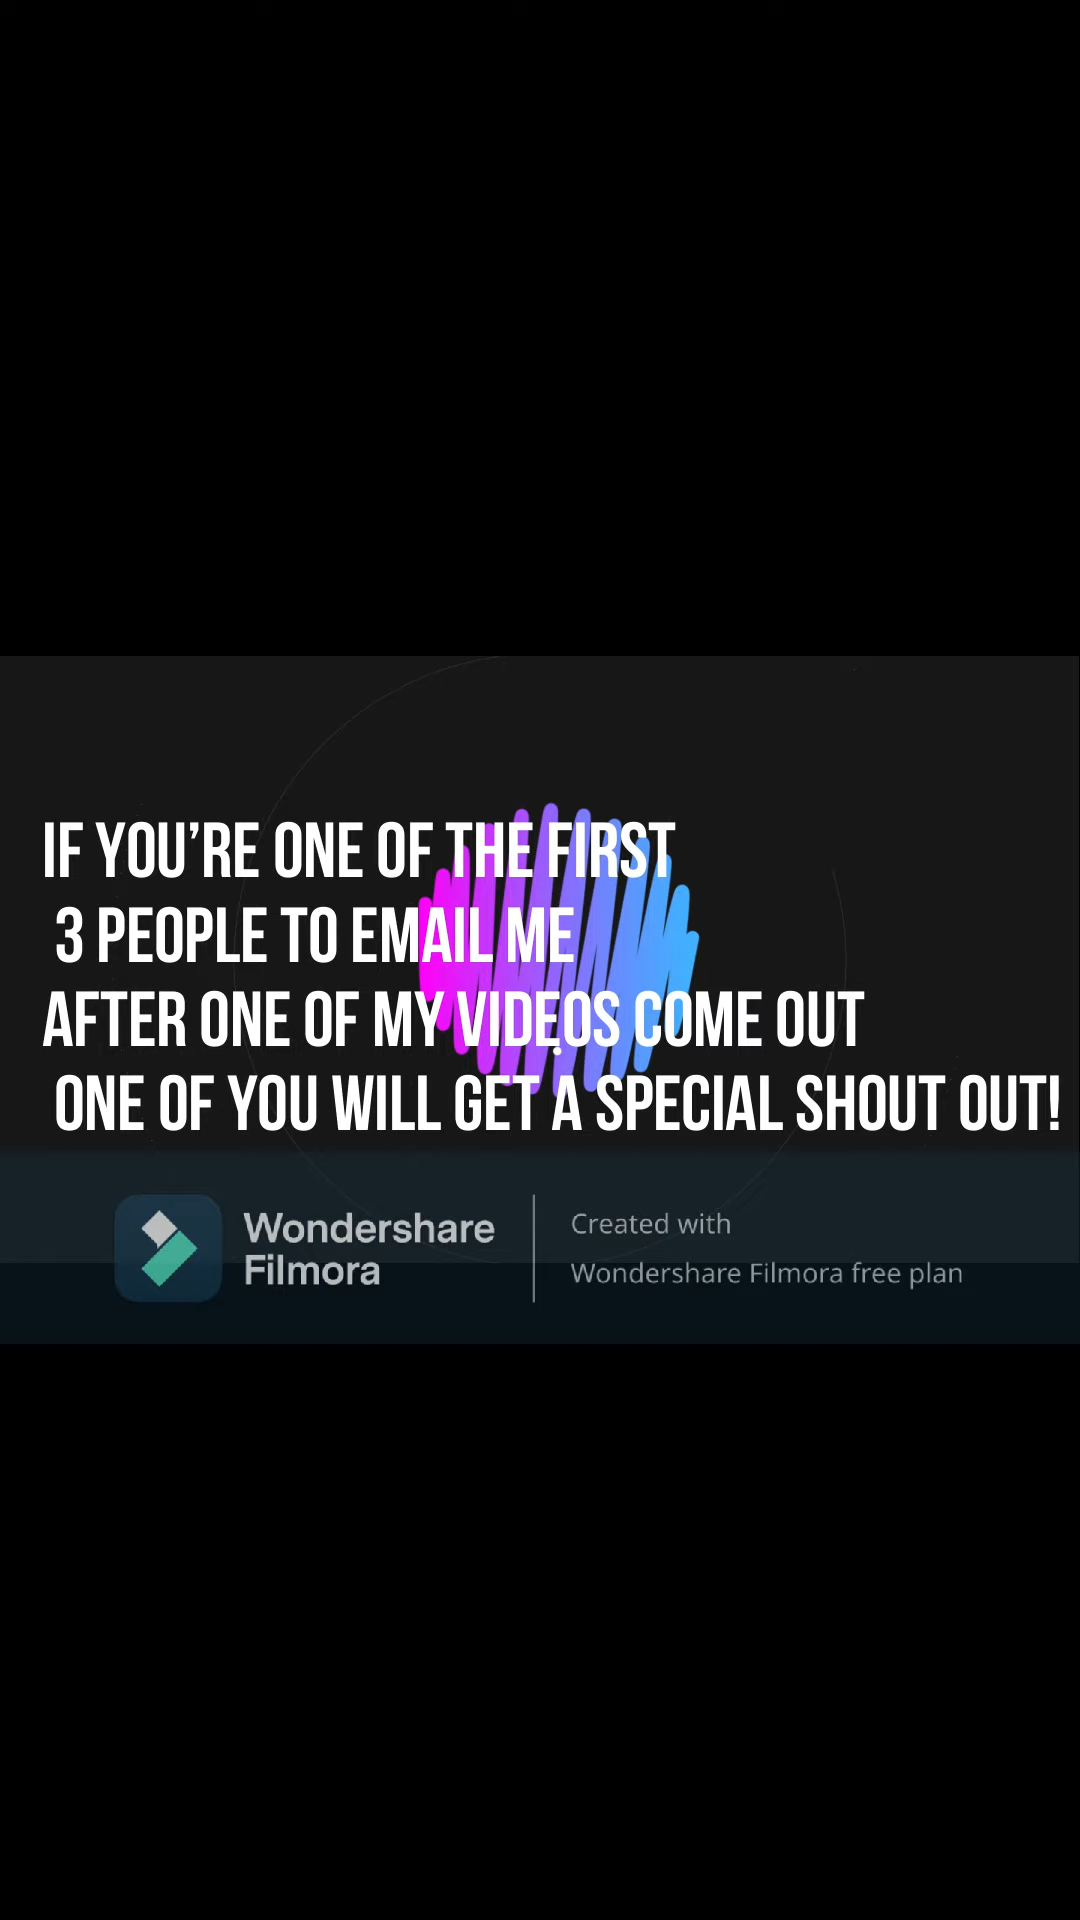 IF YOU’RE ONE OF THE FIRST
3 PEOPLE TO EMAIL ME
AFTER ONE OF MY VIDEOS COME OUT
ONE OF YOU WILL GET A SPECIAL SHOUT OUT!
Wondershare
Filmora
Created with
Wondershare Filmora free plan